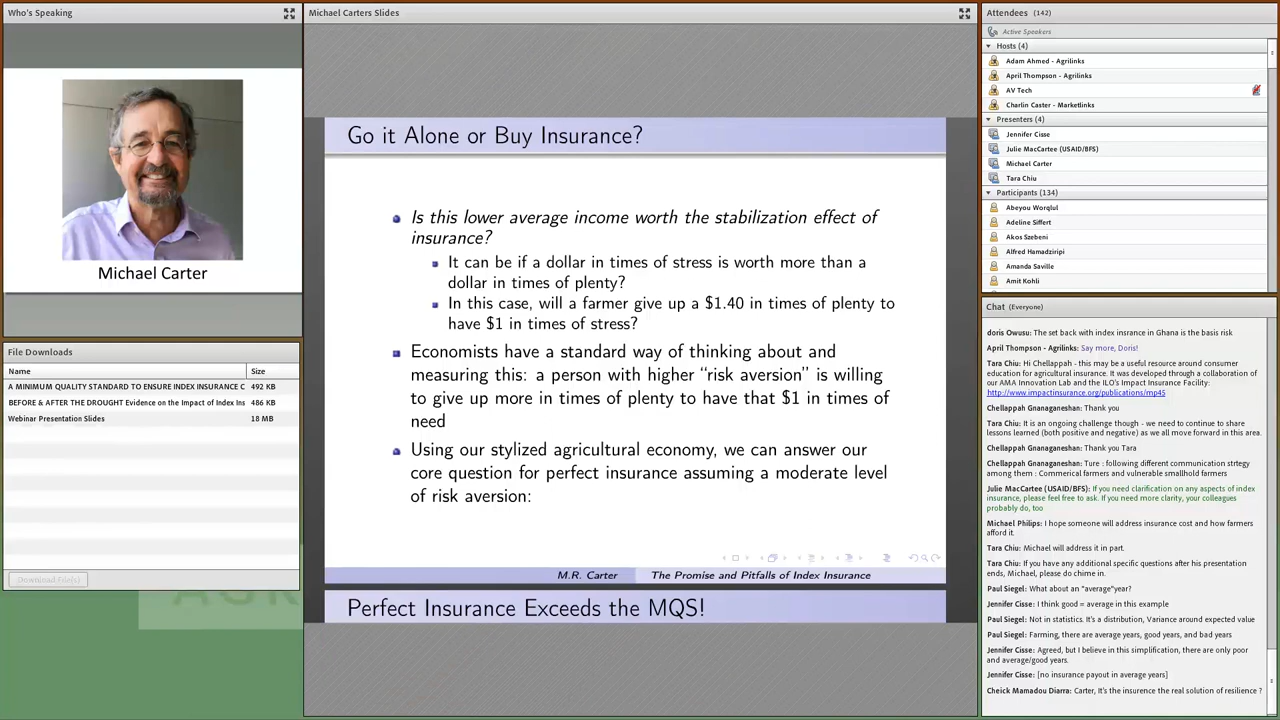 Who's Speaking
Michael Carter
File Downloads
Name
Size
A MINIMUM QUALITY STANDARD TO ENSURE INDEX INSURANCE C
492 KB
BEFORE & AFTER THE DROUGHT Evidence on the Impact of Index Ins
486 KB
Webinar Presentation Slides
18 MB
Download File(s)
Michael Carters Slides
Go it Alone or Buy Insurance?
Is this lower average income worth the stabilization effect of
insurance?
It can be if a dollar in times of stress is worth more than a
dollar in times of plenty?
In this case, will a farmer give up a $1.40 in times of plenty to
have $1 in times of stress?
Economists have a standard way of thinking about and
measuring this: a person with higher “risk aversion” is willing
to give up more in times of plenty to have that $1 in times of
need
Using our stylized agricultural economy, we can answer our
core question for perfect insurance assuming a moderate level
of risk aversion:
M.R. Carter
The Promise and Pitfalls of Index Insurance
Perfect Insurance Exceeds the MQS!
Attendees (142)
Active Speakers
Hosts (4)
Adam Ahmed - Agrilinks
April Thompson - Agrilinks
AV Tech
Charlin Caster - Marketlinks
Presenters (4)
Jennifer Cisse
Julie MacCartee (USAID/BFS)
Michael Carter
Tara Chiu
Participants (134)
Abeyou Worqlul
Adeline Siffert
Akos Szebeni
Alfred Hamadziripi
Amanda Saville
Amit Kohli
Chat (Everyone)
doris Owusu: The set back with index insrance in Ghana is the basis risk
April Thompson - Agrilinks: Say more, Doris!
Tara Chiu: Hi Chellappah - this may be a useful resource around consumer
education for agricultural insurance. It was developed through a collaboration of
our AMA Innovation Lab and the ILO's Impact Insurance Facility:
http://www.impactinsurance.org/publications/mp45
Chellappah Gnanaganeshan: Thank you
Tara Chiu: It is an ongoing challenge though - we need to continue to share
lessons learned (both positive and negative) as we all move forward in this area.
Chellappah Gnanaganeshan: Thank you Tara
Chellappah Gnanaganeshan: Ture : following different communication strtegy
among them : Commerical farmers and vulnerable smallhold farmers
Julie MacCartee (USAID/BFS): If you need clarification on any aspects of index
insurance, please feel free to ask. If you need more clarity, your colleagues
probably do, too
Michael Philips: I hope someone will address insurance cost and how farmers
afford it.
Tara Chiu: Michael will address it in part.
Tara Chiu: If you have any additional specific questions after his presentation
ends, Michael, please do chime in.
Paul Siegel: What about an "average"year?
Jennifer Cisse: I think good = average in this example
Paul Siegel: Not in statistics. It's a distribution, Variance around expected value
Paul Siegel: Farming, there are average years, good years, and bad years
Jennifer Cisse: Agreed, but I believe in this simplification, there are only poor
and average/good years.
Jennifer Cisse: [no insurance payout in average years]
Cheick Mamadou Diarra: Carter, It's the insurence the real solution of resilience ?